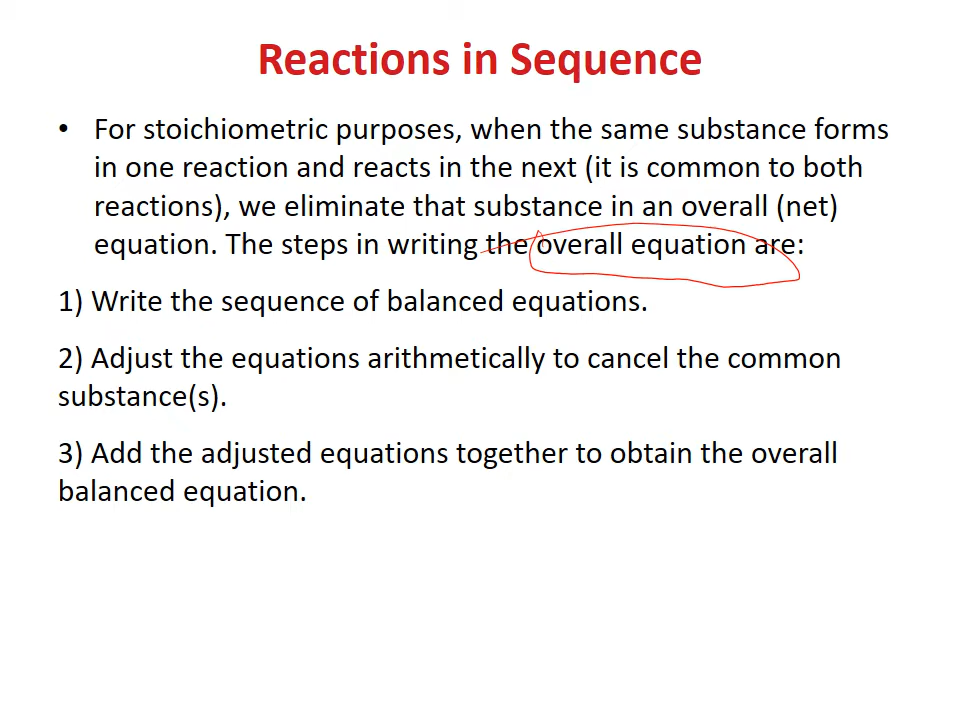 Reactions in Sequence
• For stoichiometric purposes, when the same substance forms
in one reaction and reacts in the next (it is common to both
reactions), we eliminate that substance in an overall (net)
equation. The steps in writing the overall equation are:
1) Write the sequence of balanced equations.
2) Adjust the equations arithmetically to cancel the common
substance(s).
3) Add the adjusted equations together to obtain the overall
balanced equation.